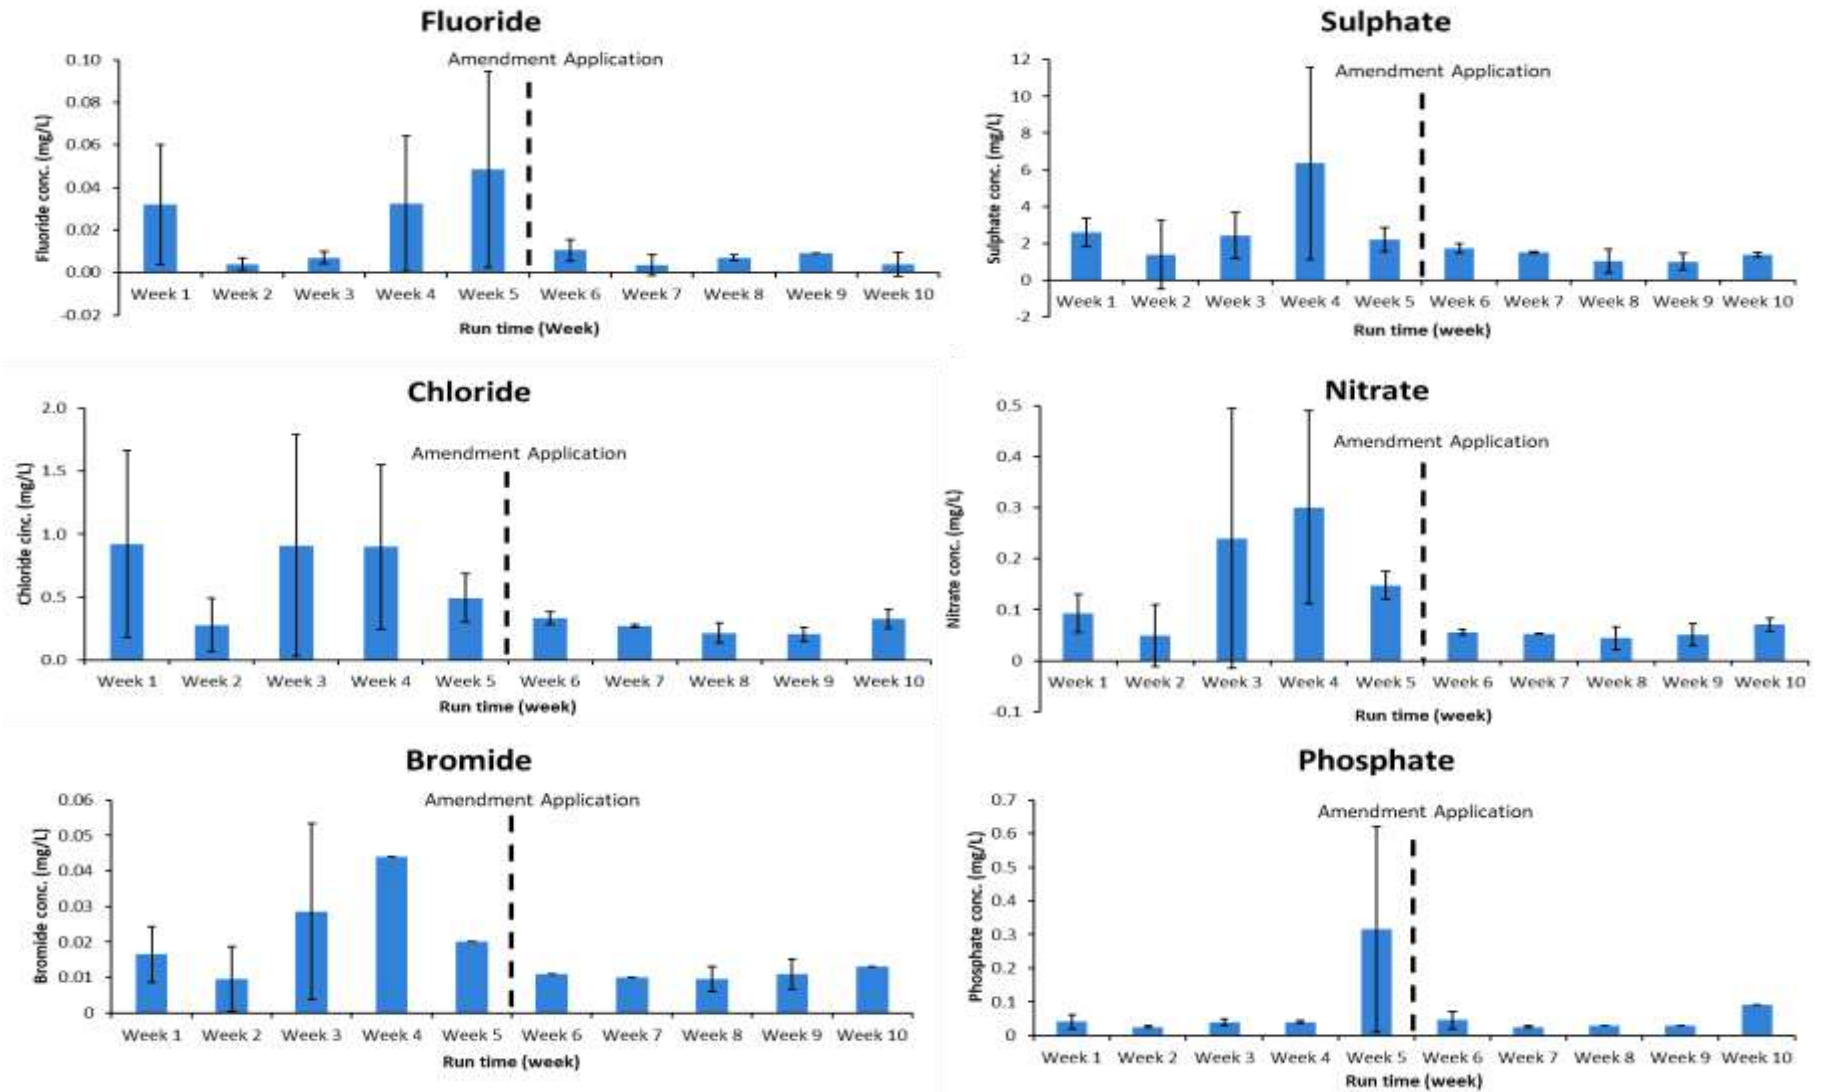 Fluoride
Amendment Application
Fluoride conc. (mg/L)
0.10
0.08
0.06
0.04
0.02
0.00
-0.02
Week 1 Week 2 Week 3 Week 4 Week 5 Week 6 Week 7 Week 8 Week 9 Week 10
Run time (Week)
Sulphate
Amendment Application
Sulphate conc. (mg/L)
12
10
8
6
4
2
0
-2
Week 1 Week 2 Week 3 Week 4 Week 5 Week 6 Week 7 Week 8 Week 9 Week 10
Run time (week)
Chloride
Amendment Application
Chloride cinc. (mg/L)
2.0
1.5
1.0
0.5
0.0
Week 1 Week 2 Week 3 Week 4 Week 5 Week 6 Week 7 Week 8 Week 9 Week 10
Run time (week)
Nitrate
Amendment Application
Nitrate conc. (mg/L)
0.5
0.4
0.3
0.2
0.1
0
-0.1
Week 1 Week 2 Week 3 Week 4 Week 5 Week 6 Week 7 Week 8 Week 9 Week 10
Run time (week)
Bromide
Amendment Application
Bromide conc. (mg/L)
0.06
0.05
0.04
0.03
0.02
0.01
0
Week 1 Week 2 Week 3 Week 4 Week 5 Week 6 Week 7 Week 8 Week 9 Week 10
Run time (week)
Phosphate
Amendment Application
Phosphate conc. (mg/L)
0.7
0.6
0.5
0.4
0.3
0.2
0.1
0
Week 1 Week 2 Week 3 Week 4 Week 5 Week 6 Week 7 Week 8 Week 9 Week 10
Run time (week)